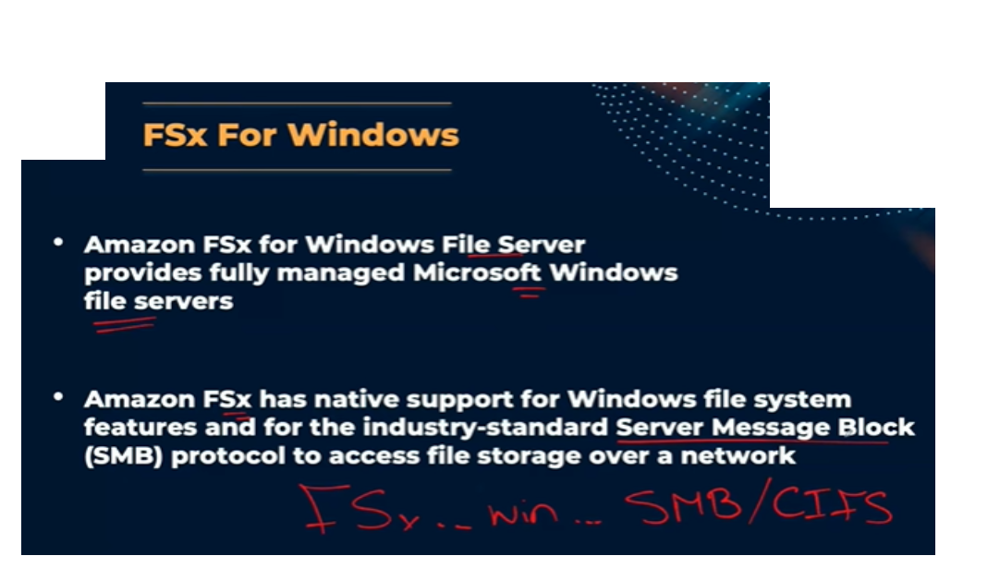 FSx For Windows
• Amazon FSx for Windows File Server
provides fully managed Microsoft Windows
file servers
• Amazon FSx has native support for Windows file system
features and for the industry-standard Server Message Block
(SMB) protocol to access file storage over a network
FSx... win... SMB/CIFS